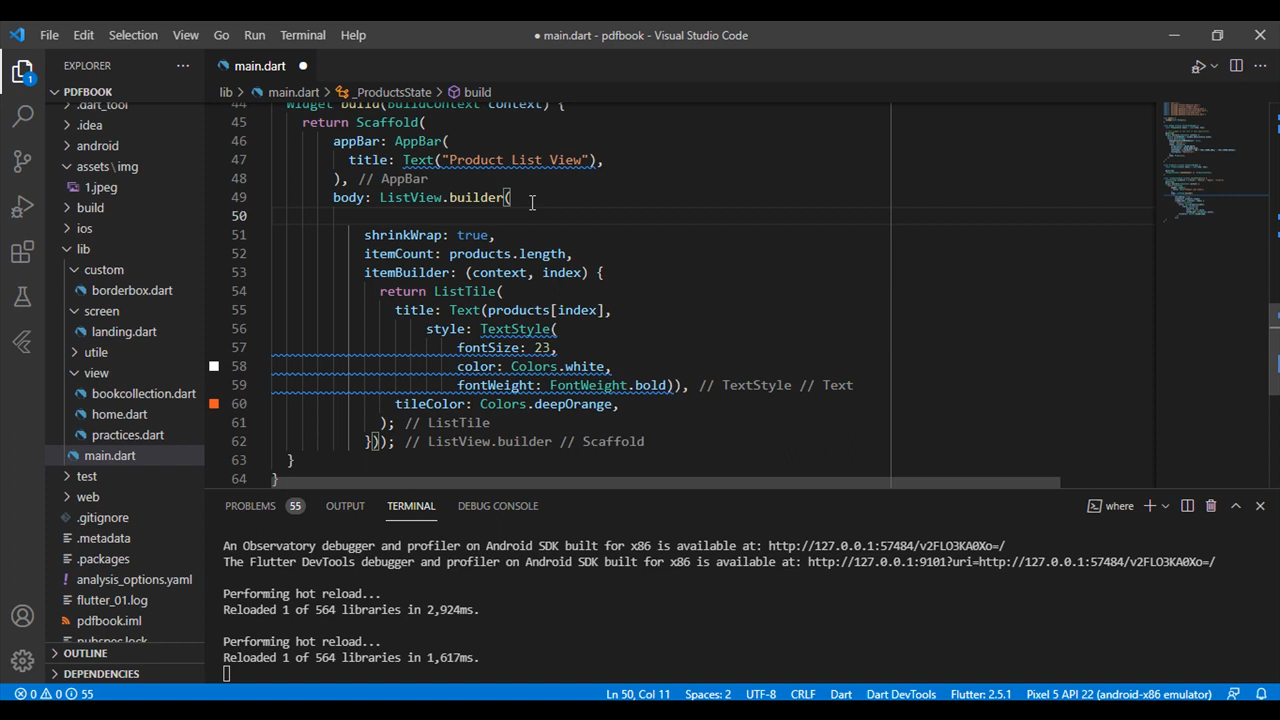 File Edit Selection View Go Run Terminal Help
● main.dart - pdfbook - Visual Studio Code
EXPLORER
PDFBOOK
.dart_tool
.idea
android
assets\img
1.jpeg
build
ios
lib
custom
borderbox.dart
screen
landing.dart
utile
view
bookcollection.dart
home.dart
practices.dart
main.dart
test
web
.gitignore
.metadata
.packages
analysis_options.yaml
flutter_01.log
pdfbook.iml
pubspec.lock
OUTLINE
DEPENDENCIES
1
main.dart ●
lib > main.dart > _ProductsState > build
44 Widget build(BuildContext context) {
45 return Scaffold(
46 appBar: AppBar(
47 title: Text("Product List View"),
48 ), // AppBar
49 body: ListView.builder(
50
51 shrinkWrap: true,
52 itemCount: products.length,
53 itemBuilder: (context, index) {
54 return ListTile(
55 title: Text(products[index],
56 style: TextStyle(
57 fontSize: 23,
58 color: Colors.white,
59 fontWeight: FontWeight.bold)), // TextStyle // Text
60 tileColor: Colors.deepOrange,
61 ); // ListTile
62 })); // ListView.builder // Scaffold
63 }
64 }
PROBLEMS 55 OUTPUT TERMINAL DEBUG CONSOLE
where
An Observatory debugger and profiler on Android SDK built for x86 is available at: http://127.0.0.1:57484/v2FLO3KA0Xo=/
The Flutter DevTools debugger and profiler on Android SDK built for x86 is available at: http://127.0.0.1:9101?uri=http://127.0.0.1:57484/v2FLO3KA0Xo=/
Performing hot reload...
Reloaded 1 of 564 libraries in 2,924ms.
Performing hot reload...
Reloaded 1 of 564 libraries in 1,617ms.
0 0 55
Ln 50, Col 11 Spaces: 2 UTF-8 CRLF Dart Dart DevTools Flutter: 2.5.1 Pixel 5 API 22 (android-x86 emulator)